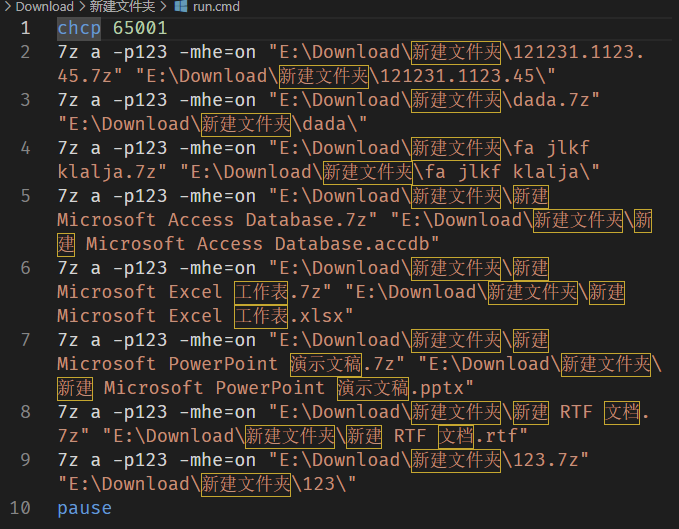 Download > 新建文件夹 > run.cmd
1 chcp 65001
2 7z a -p123 -mhe=on "E:\Download\新建文件夹\121231.1123.
45.7z" "E:\Download\新建文件夹\121231.1123.45\"
3 7z a -p123 -mhe=on "E:\Download\新建文件夹\dada.7z"
"E:\Download\新建文件夹\dada\"
4 7z a -p123 -mhe=on "E:\Download\新建文件夹\fa jlkf
klalja.7z" "E:\Download\新建文件夹\fa jlkf klalja\"
5 7z a -p123 -mhe=on "E:\Download\新建文件夹\新建
Microsoft Access Database.7z" "E:\Download\新建文件夹\新
建 Microsoft Access Database.accdb"
6 7z a -p123 -mhe=on "E:\Download\新建文件夹\新建
Microsoft Excel 工作表.7z" "E:\Download\新建文件夹\新建
Microsoft Excel 工作表.xlsx"
7 7z a -p123 -mhe=on "E:\Download\新建文件夹\新建
Microsoft PowerPoint 演示文稿.7z" "E:\Download\新建文件夹\
新建 Microsoft PowerPoint 演示文稿.pptx"
8 7z a -p123 -mhe=on "E:\Download\新建文件夹\新建 RTF 文档.
7z" "E:\Download\新建文件夹\新建 RTF 文档.rtf"
9 7z a -p123 -mhe=on "E:\Download\新建文件夹\123.7z"
"E:\Download\新建文件夹\123\"
10 pause